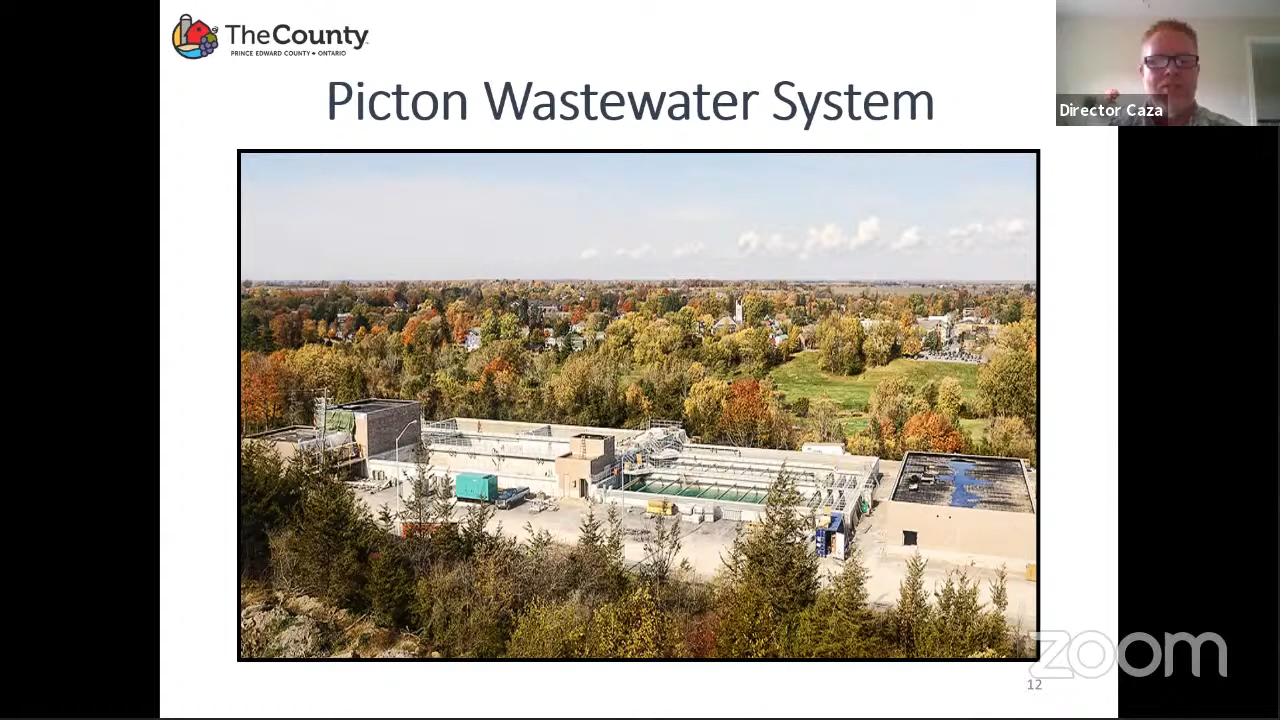 TheCounty
PRINCE EDWARD COUNTY • ONTARIO
Picton Wastewater System
Director Caza
12
zoom